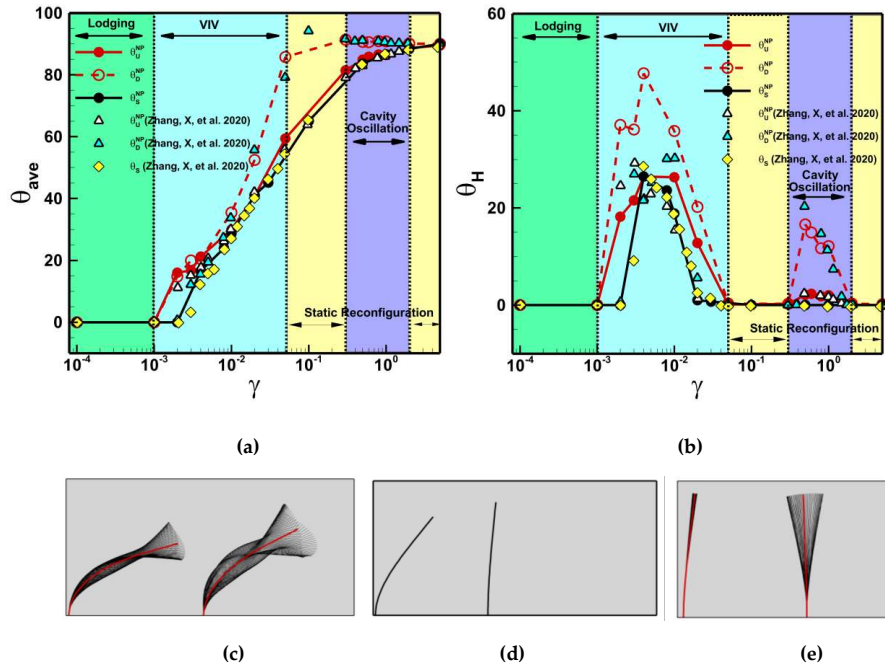 (a)
Lodging
VIV
θ_U^NP
θ_D^NP
θ_S^NP
θ_U^NP (Zhang, X, et al. 2020)
θ_D^NP (Zhang, X, et al. 2020)
θ_S (Zhang, X, et al. 2020)
Cavity
Oscillation
Static Reconfiguration
θ_ave
100
80
60
40
20
0
10^-4
10^-3
10^-2
10^-1
10^0
γ
(b)
Lodging
VIV
θ_U^NP
θ_D^NP
θ_S^NP
θ_U^NP (Zhang, X, et al. 2020)
θ_D^NP (Zhang, X, et al. 2020)
θ_S (Zhang, X, et al. 2020)
Cavity
Oscillation
Static Reconfiguration
θ_H
60
40
20
0
10^-4
10^-3
10^-2
10^-1
10^0
γ
(a)
(b)
(c)
(d)
(e)